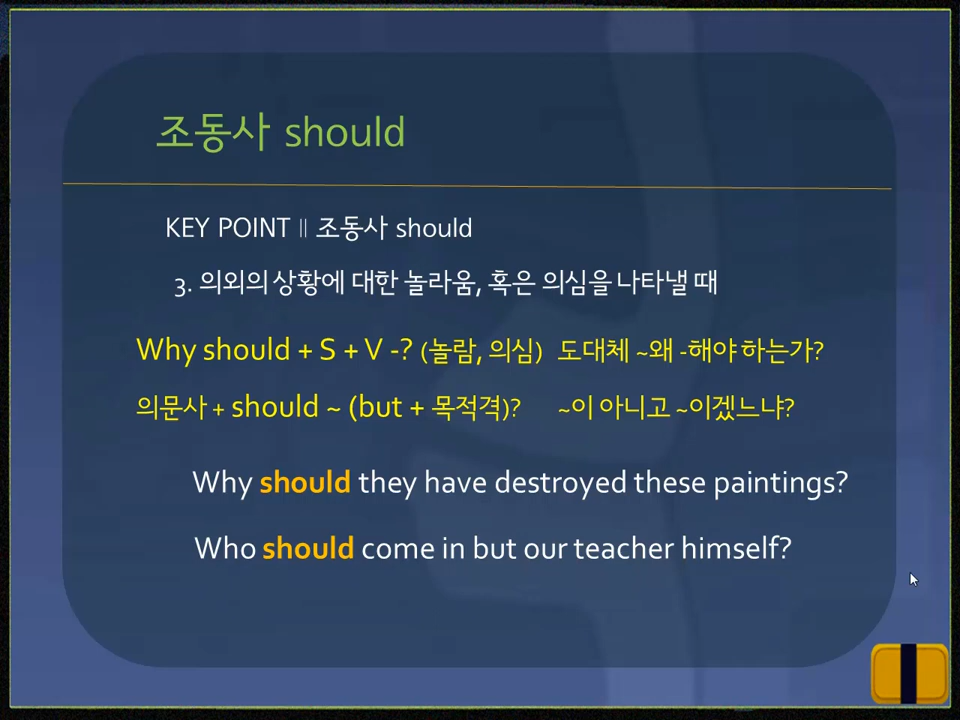 조동사 should
KEY POINT || 조동사 should
3. 의외의 상황에 대한 놀라움, 혹은 의심을 나타낼 때
Why should + S + V -? (놀람, 의심) 도대체 ~왜 -해야 하는가?
의문사 + should ~ (but + 목적격)? ~이 아니고 ~이겠느냐?
Why should they have destroyed these paintings?
Who should come in but our teacher himself?